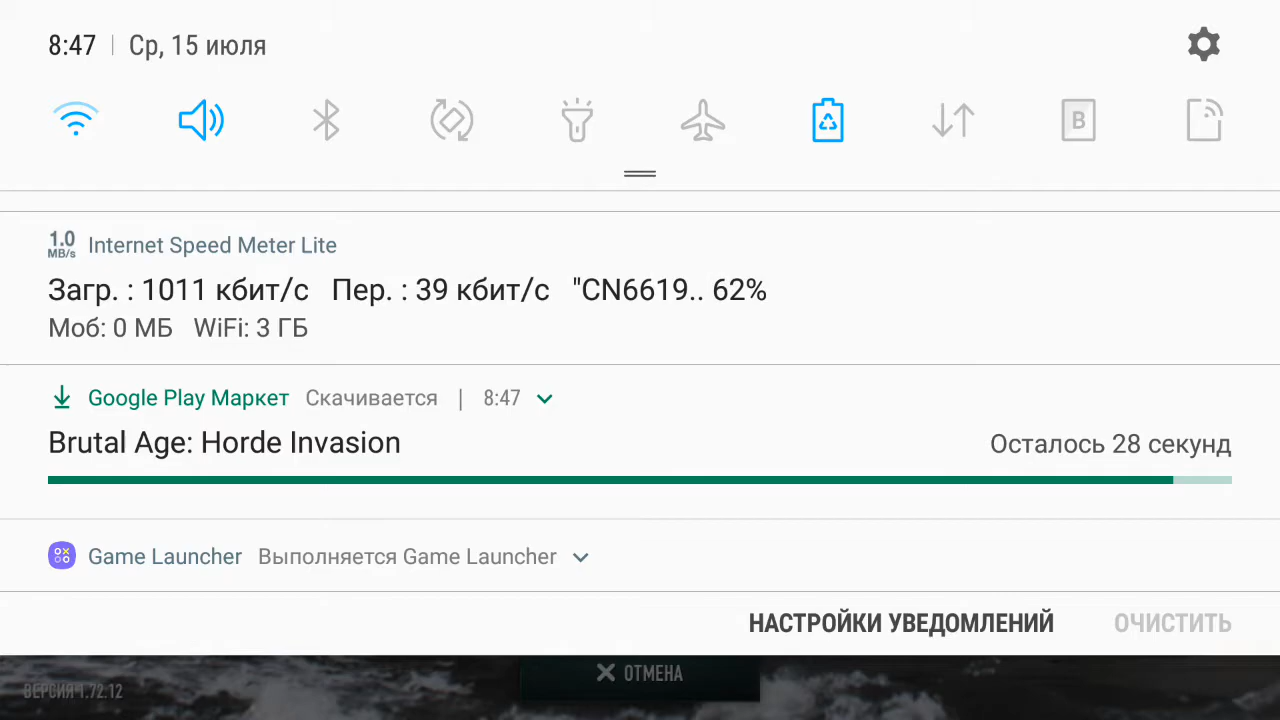 8:47 | Ср, 15 июля
B
1.0 MB/s Internet Speed Meter Lite
Загр. : 1011 кбит/с Пер. : 39 кбит/с "CN6619.. 62%
Моб: 0 МБ WiFi: 3 ГБ
Google Play Маркет Скачивается | 8:47
Brutal Age: Horde Invasion Осталось 28 секунд
Game Launcher Выполняется Game Launcher
НАСТРОЙКИ УВЕДОМЛЕНИЙ ОЧИСТИТЬ
ОТМЕНА
ВЕРСИЯ 1.72.12